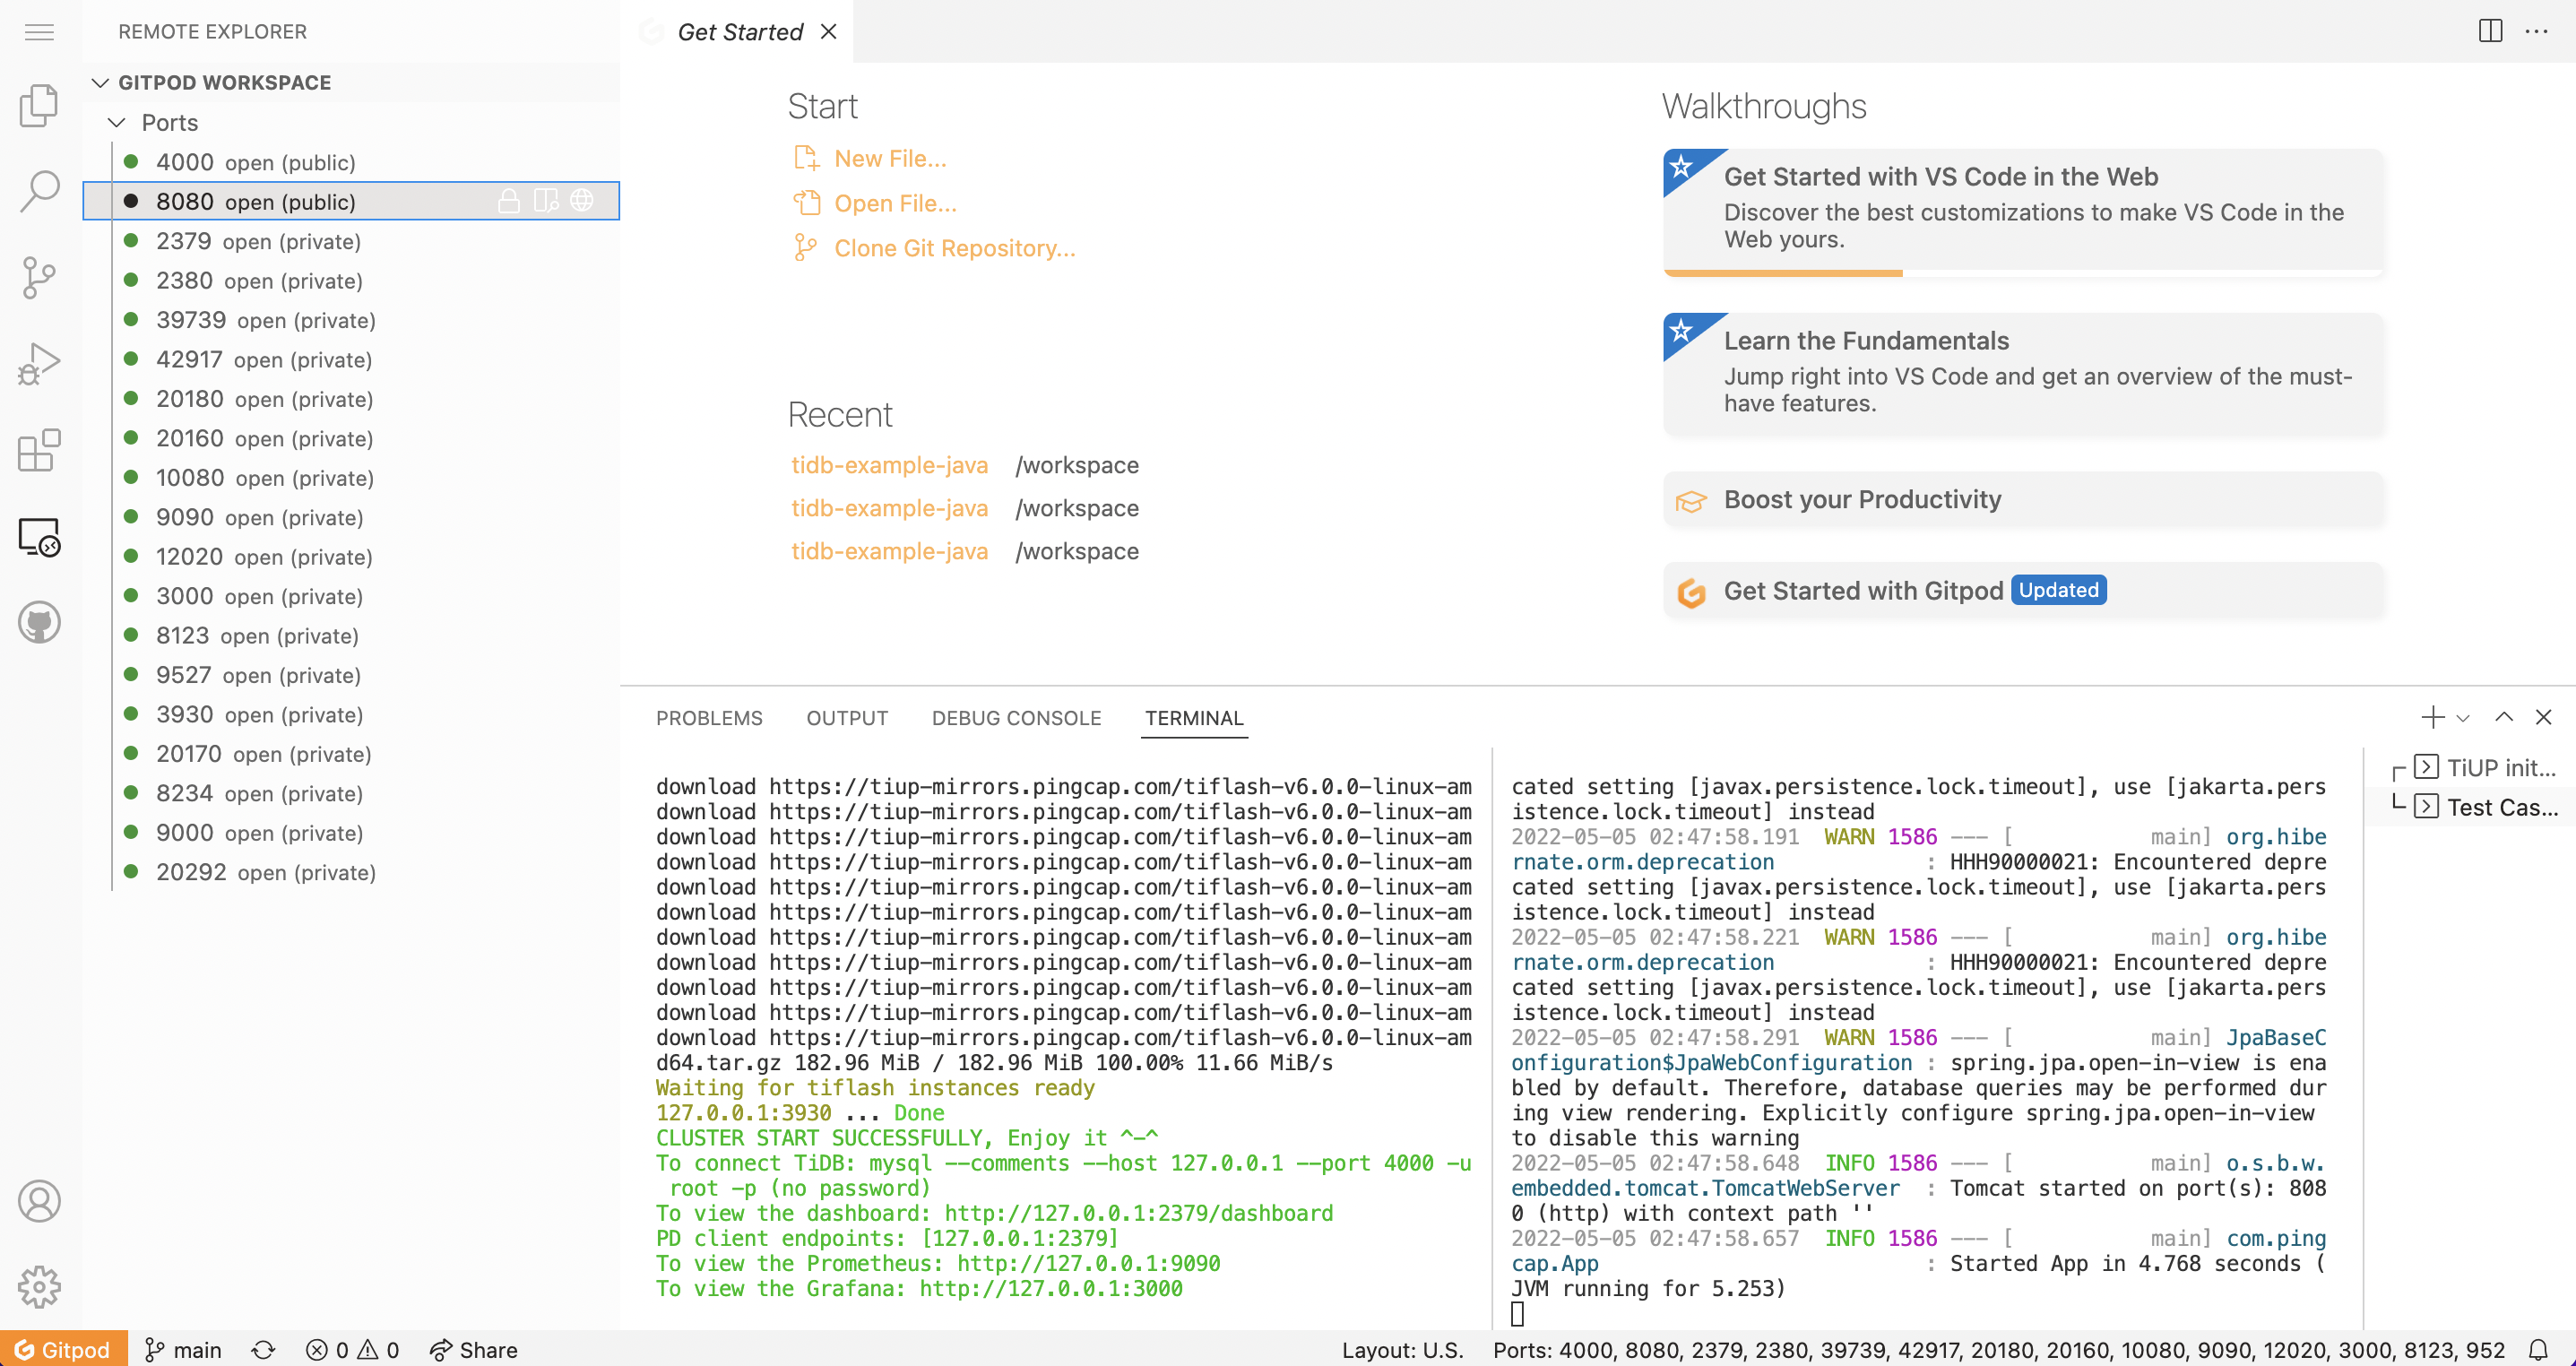 REMOTE EXPLORER
GITPOD WORKSPACE
Ports
4000 open (public)
8080 open (public)
2379 open (private)
2380 open (private)
39739 open (private)
42917 open (private)
20180 open (private)
20160 open (private)
10080 open (private)
9090 open (private)
12020 open (private)
3000 open (private)
8123 open (private)
9527 open (private)
3930 open (private)
20170 open (private)
8234 open (private)
9000 open (private)
20292 open (private)
Get Started
Start
New File...
Open File...
Clone Git Repository...
Recent
tidb-example-java /workspace
tidb-example-java /workspace
tidb-example-java /workspace
Walkthroughs
Get Started with VS Code in the Web
Discover the best customizations to make VS Code in the
Web yours.
Learn the Fundamentals
Jump right into VS Code and get an overview of the must-
have features.
Boost your Productivity
Get Started with Gitpod Updated
PROBLEMS OUTPUT DEBUG CONSOLE TERMINAL
download https://tiup-mirrors.pingcap.com/tiflash-v6.0.0-linux-am
download https://tiup-mirrors.pingcap.com/tiflash-v6.0.0-linux-am
download https://tiup-mirrors.pingcap.com/tiflash-v6.0.0-linux-am
download https://tiup-mirrors.pingcap.com/tiflash-v6.0.0-linux-am
download https://tiup-mirrors.pingcap.com/tiflash-v6.0.0-linux-am
download https://tiup-mirrors.pingcap.com/tiflash-v6.0.0-linux-am
download https://tiup-mirrors.pingcap.com/tiflash-v6.0.0-linux-am
download https://tiup-mirrors.pingcap.com/tiflash-v6.0.0-linux-am
download https://tiup-mirrors.pingcap.com/tiflash-v6.0.0-linux-am
download https://tiup-mirrors.pingcap.com/tiflash-v6.0.0-linux-am
download https://tiup-mirrors.pingcap.com/tiflash-v6.0.0-linux-am
d64.tar.gz 182.96 MiB / 182.96 MiB 100.00% 11.66 MiB/s
Waiting for tiflash instances ready
127.0.0.1:3930 ... Done
CLUSTER START SUCCESSFULLY, Enjoy it ^-^
To connect TiDB: mysql --comments --host 127.0.0.1 --port 4000 -u
root -p (no password)
To view the dashboard: http://127.0.0.1:2379/dashboard
PD client endpoints: [127.0.0.1:2379]
To view the Prometheus: http://127.0.0.1:9090
To view the Grafana: http://127.0.0.1:3000
cated setting [javax.persistence.lock.timeout], use [jakarta.pers
istence.lock.timeout] instead
2022-05-05 02:47:58.191 WARN 1586 --- [ main] org.hibe
rnate.orm.deprecation : HHH90000021: Encountered depre
cated setting [javax.persistence.lock.timeout], use [jakarta.pers
istence.lock.timeout] instead
2022-05-05 02:47:58.221 WARN 1586 --- [ main] org.hibe
rnate.orm.deprecation : HHH90000021: Encountered depre
cated setting [javax.persistence.lock.timeout], use [jakarta.pers
istence.lock.timeout] instead
2022-05-05 02:47:58.291 WARN 1586 --- [ main] JpaBaseC
onfiguration$JpaWebConfiguration : spring.jpa.open-in-view is ena
bled by default. Therefore, database queries may be performed dur
ing view rendering. Explicitly configure spring.jpa.open-in-view
to disable this warning
2022-05-05 02:47:58.648 INFO 1586 --- [ main] o.s.b.w.
embedded.tomcat.TomcatWebServer : Tomcat started on port(s): 808
0 (http) with context path ''
2022-05-05 02:47:58.657 INFO 1586 --- [ main] com.ping
cap.App : Started App in 4.768 seconds (
JVM running for 5.253)
TiUP init...
Test Cas...
Gitpod main 0 0 Share
Layout: U.S. Ports: 4000, 8080, 2379, 2380, 39739, 42917, 20180, 20160, 10080, 9090, 12020, 3000, 8123, 952